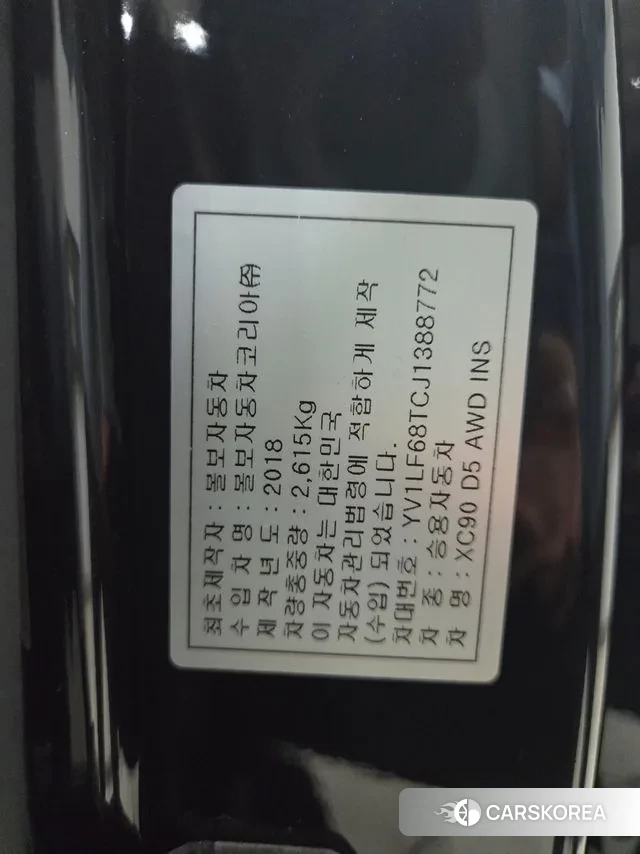 최초제작자 : 볼보자동차
수 입 차 명 : 볼보자동차코리아㈜
제 작 년 도 : 2018
차량총중량 : 2,615Kg
이 자동차는 대한민국
자동차관리법령에 적합하게 제작
(수입) 되었습니다.
차대번호 : YV1LF68TCJ1388772
차 종 : 승용자동차
차 명 : XC90 D5 AWD INS
CARSKOREA